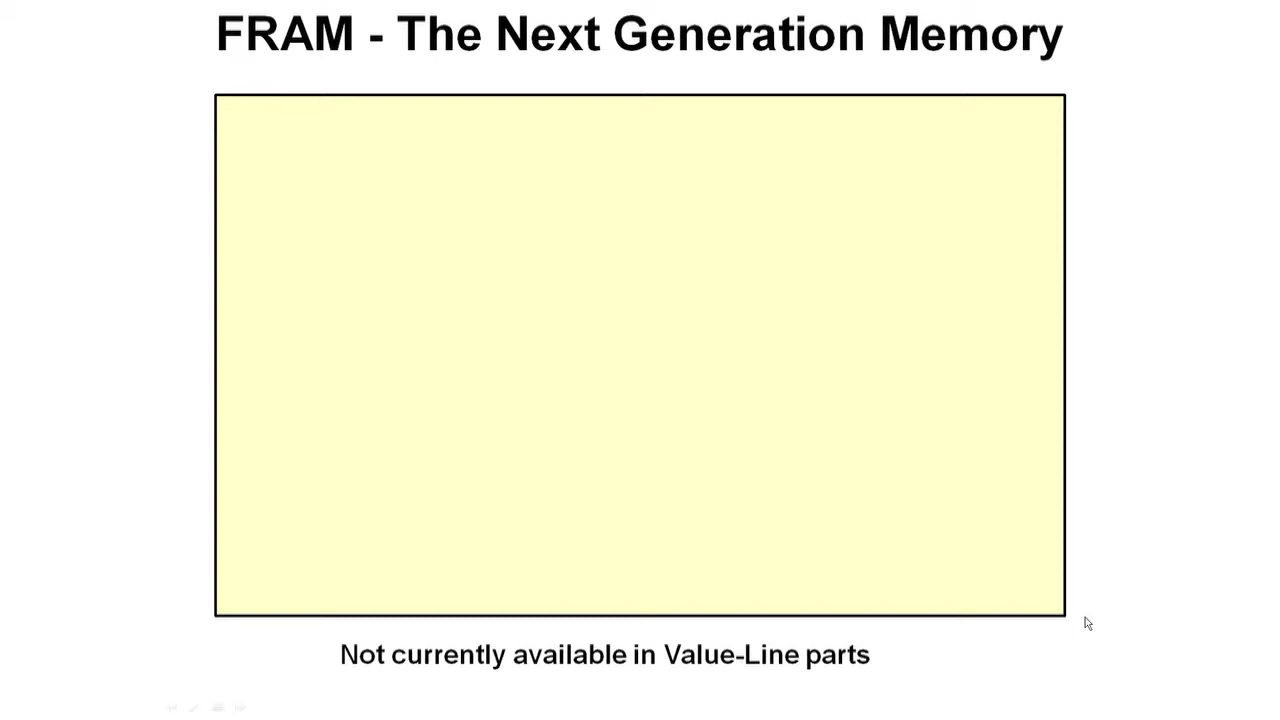 FRAM - The Next Generation Memory
Not currently available in Value-Line parts